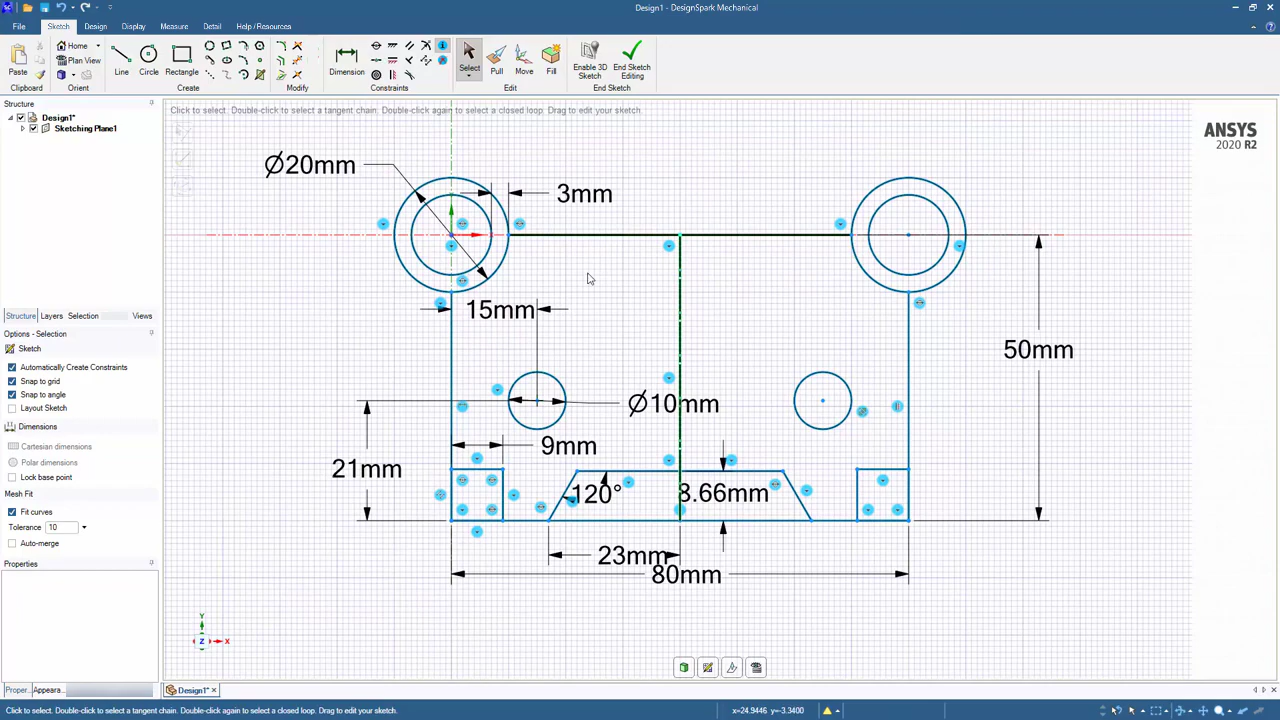 Design1 - DesignSpark Mechanical
File Sketch Design Display Measure Detail Help / Resources
Paste
Home
Plan View
Line Circle Rectangle
Dimension
Select Pull Move Fill
Enable 3D Sketch
End Sketch Editing
Clipboard Orient Create Modify Constraints Edit End Sketch
Structure
Design1*
Sketching Plane1
Structure Layers Selection Views
Options - Selection
Sketch
Automatically Create Constraints
Snap to grid
Snap to angle
Layout Sketch
Dimensions
Cartesian dimensions
Polar dimensions
Lock base point
Mesh Fit
Fit curves
Tolerance 10
Auto-merge
Properties
Proper... Appeara...
Click to select. Double-click to select a tangent chain. Double-click again to select a closed loop. Drag to edit your sketch.
ANSYS
2020 R2
∅20mm
3mm
15mm
50mm
∅10mm
9mm
21mm
120°
3.66mm
23mm
80mm
Y
Z X
Design1*
Click to select. Double-click to select a tangent chain. Double-click again to select a closed loop. Drag to edit your sketch.
x=24.9446 y=-3.3400